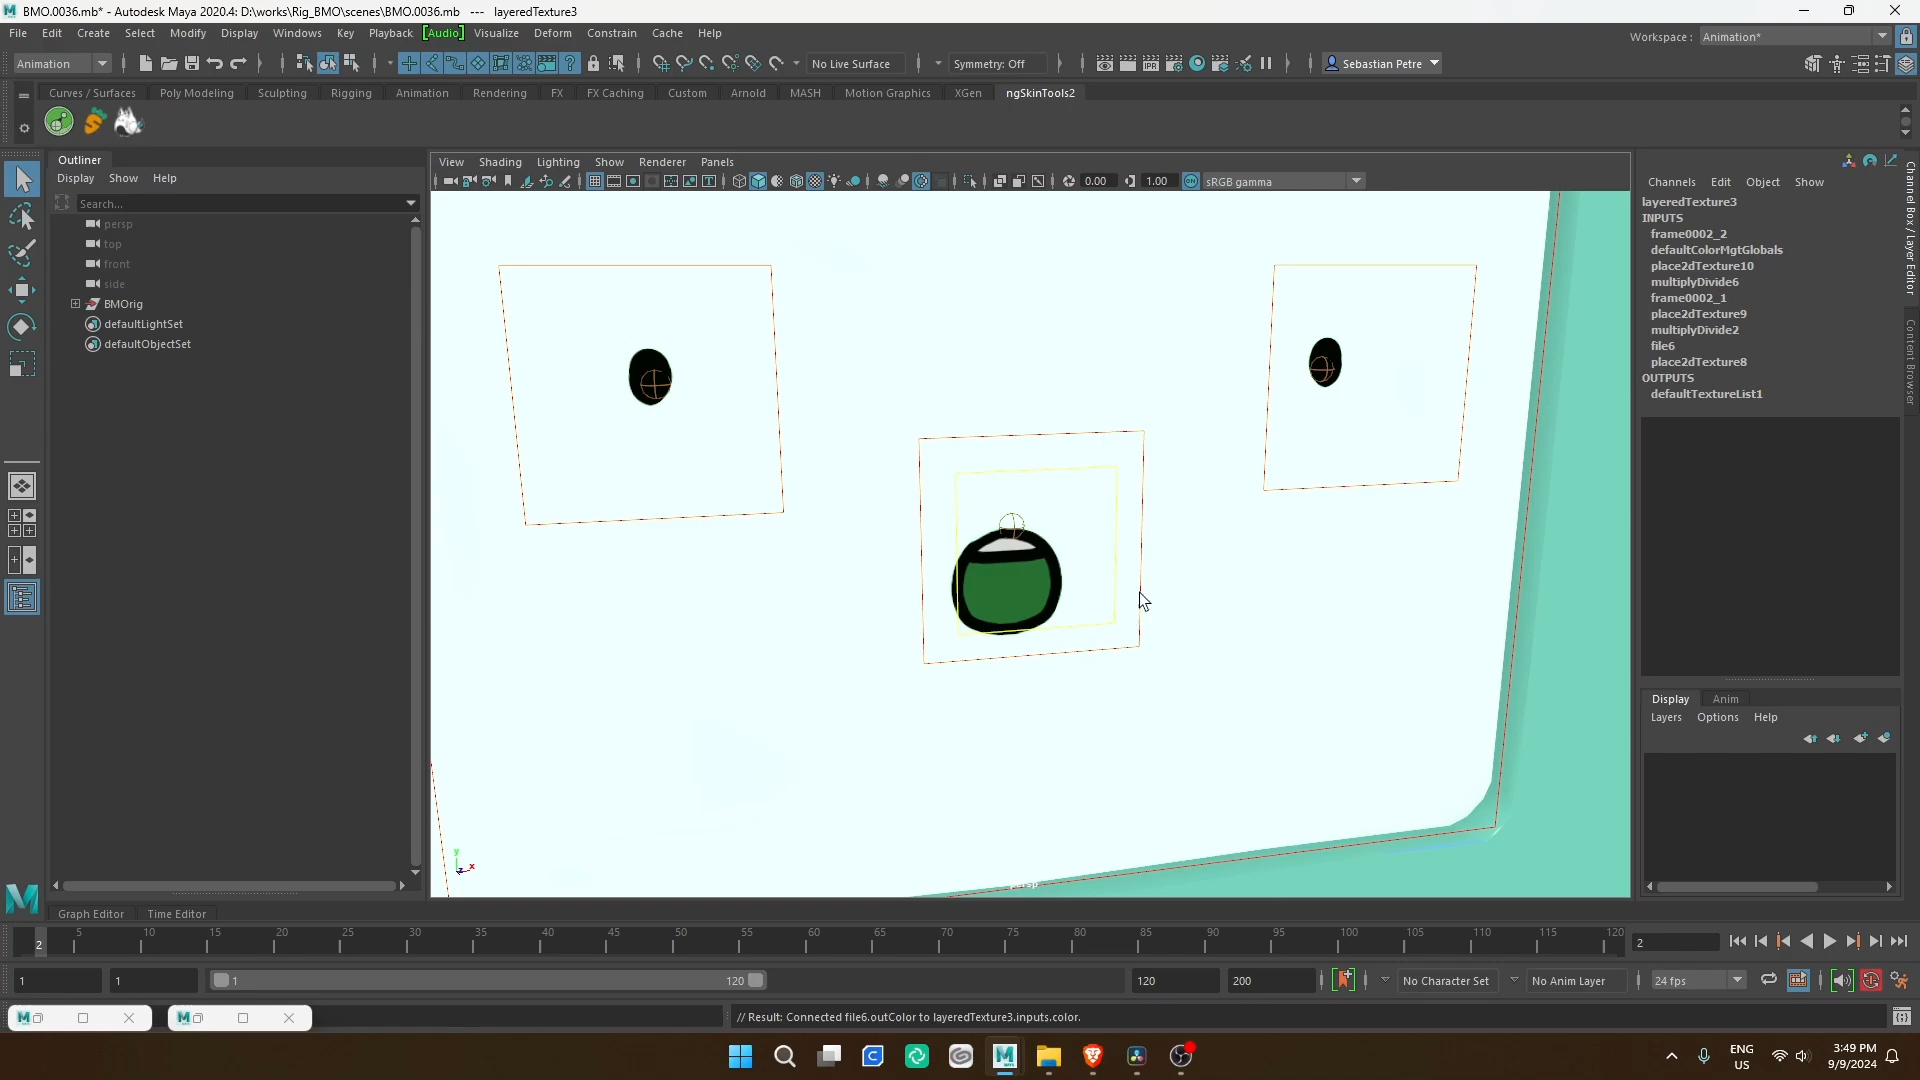 BMO.0036.mb* - Autodesk Maya 2020.4: D:\works\Rig_BMO\scenes\BMO.0036.mb --- layeredTexture3
File Edit Create Select Modify Display Windows Key Playback [Audio] Visualize Deform Constrain Cache Help
Workspace : Animation*
Animation No Live Surface Symmetry: Off Sebastian Petre
Curves / Surfaces Poly Modeling Sculpting Rigging Animation Rendering FX FX Caching Custom Arnold MASH Motion Graphics XGen ngSkinTools2
Outliner
Display Show Help
Search...
persp
top
front
side
BMOrig
defaultLightSet
defaultObjectSet
View Shading Lighting Show Renderer Panels
0.00 1.00 sRGB gamma
y
x
persp
Channels Edit Object Show
layeredTexture3
INPUTS
frame0002_2
defaultColorMgtGlobals
place2dTexture10
multiplyDivide6
frame0002_1
place2dTexture9
multiplyDivide2
file6
place2dTexture8
OUTPUTS
defaultTextureList1
Channel Box / Layer Editor
Content Browser
Display Anim
Layers Options Help
Graph Editor Time Editor
2 5 10 15 20 25 30 35 40 45 50 55 60 65 70 75 80 85 90 95 100 105 110 115 120
2
1 1 1 120 120 200 No Character Set No Anim Layer 24 fps
// Result: Connected file6.outColor to layeredTexture3.inputs.color.
ENG
US
3:49 PM
9/9/2024